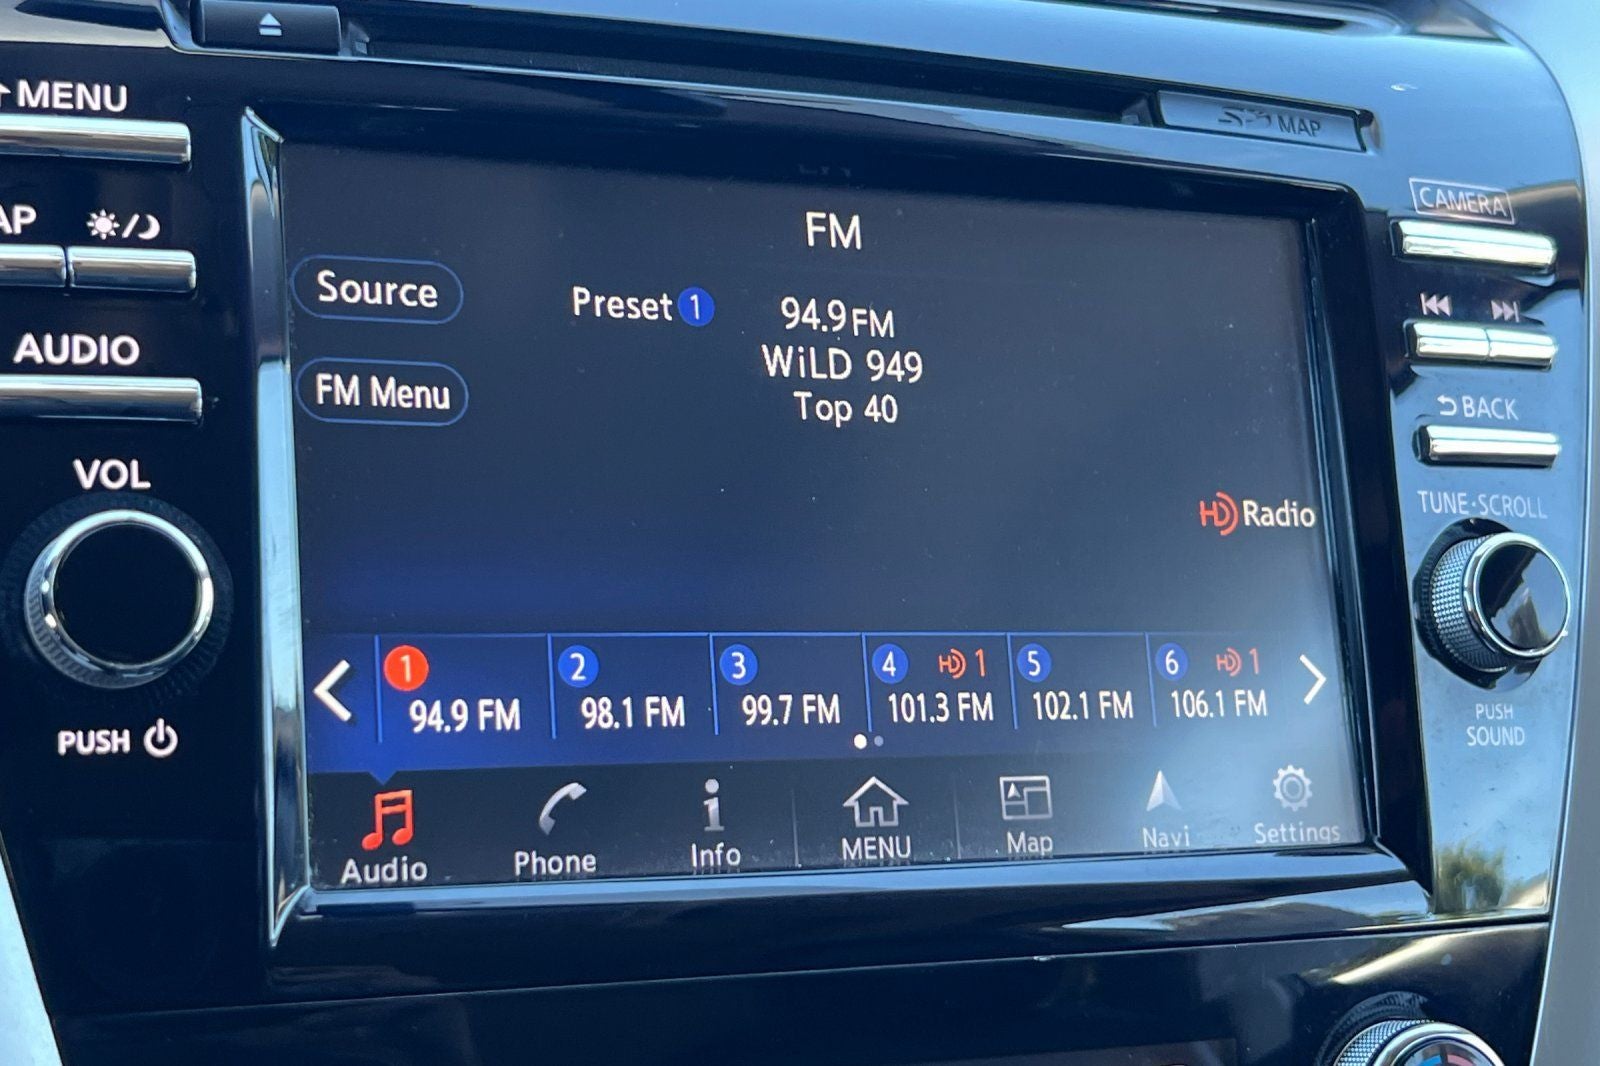 MENU
MAP
CAMERA
AP
AUDIO
VOL
PUSH
FM
Source
Preset 1
94.9 FM
WiLD 949
Top 40
FM Menu
HD Radio
1
94.9 FM
2
98.1 FM
3
99.7 FM
4 HD 1
101.3 FM
5
102.1 FM
6 HD 1
106.1 FM
Audio
Phone
Info
MENU
Map
Navi
Settings
BACK
TUNE·SCROLL
PUSH
SOUND